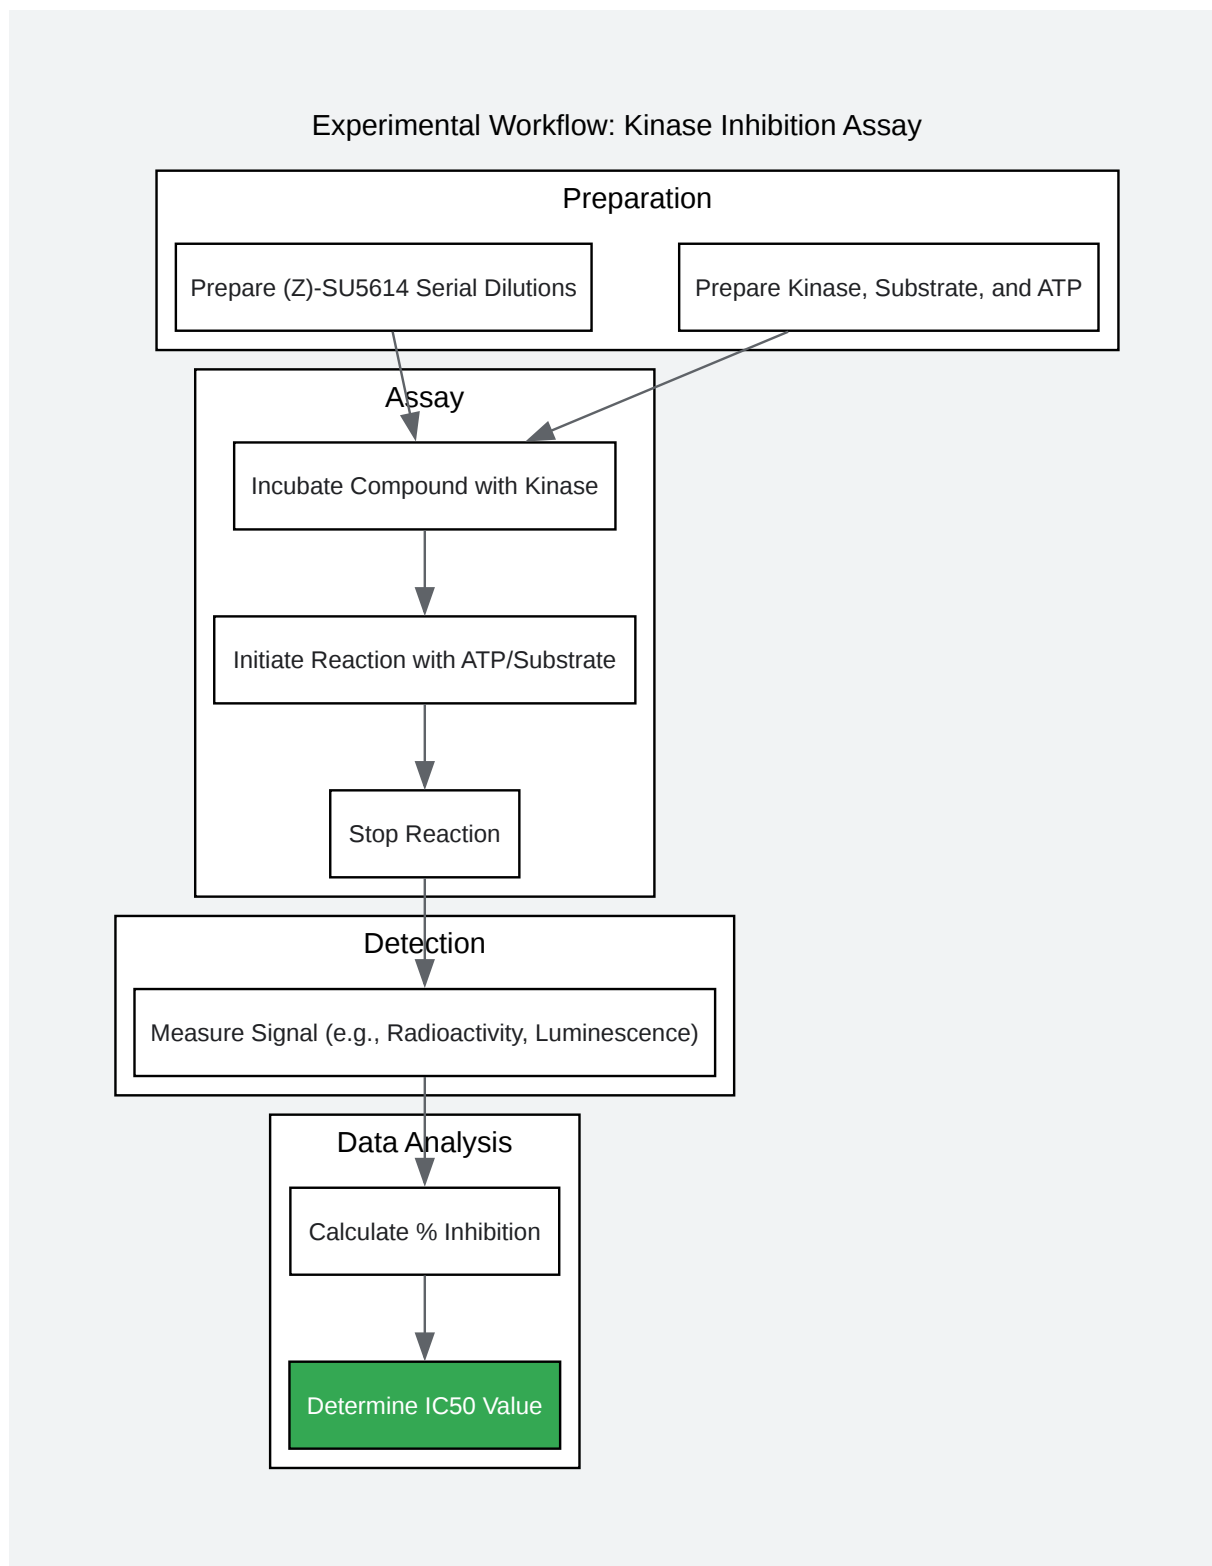 Experimental Workflow: Kinase Inhibition Assay
Preparation
Prepare (Z)-SU5614 Serial Dilutions
Prepare Kinase, Substrate, and ATP
Assay
Incubate Compound with Kinase
Initiate Reaction with ATP/Substrate
Stop Reaction
Detection
Measure Signal (e.g., Radioactivity, Luminescence)
Data Analysis
Calculate % Inhibition
Determine IC50 Value